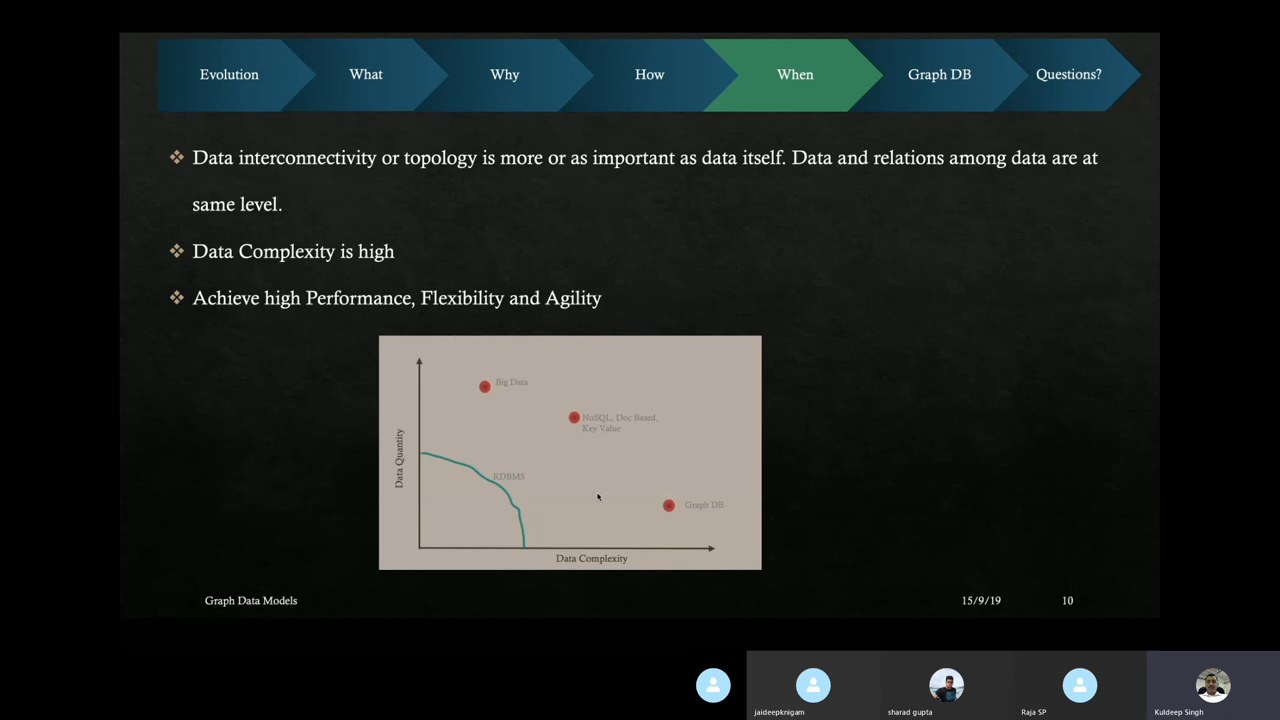 Evolution
What
Why
How
When
Graph DB
Questions?
Data interconnectivity or topology is more or as important as data itself. Data and relations among data are at
same level.
Data Complexity is high
Achieve high Performance, Flexibility and Agility
Big Data
NoSQL, Doc Based,
Key Value
Data Quantity
RDBMS
Graph DB
Data Complexity
Graph Data Models
15/9/19
10
jaideepknigam
sharad gupta
Raja SP
Kuldeep Singh